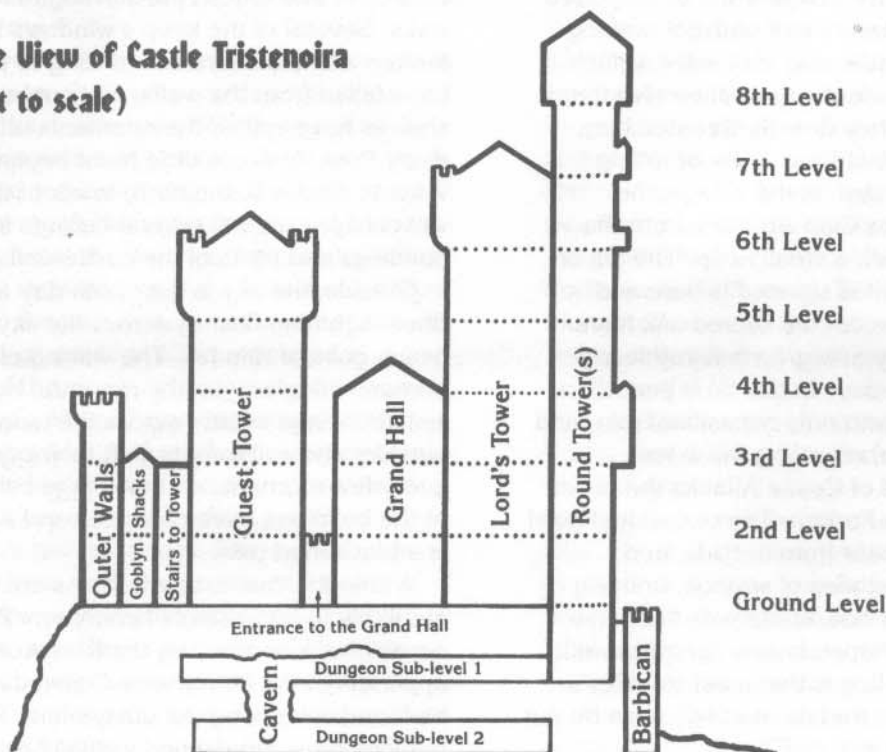 View of Castle Tristenoira
to scale)
8th Level
7th Level
6th Level
5th Level
4th Level
3rd Level
2nd Level
Ground Level
Outer Walls
Goblyns' Shacks
Stairs to Tower
Guest Tower
Grand Hall
Lord's Tower
Round Tower(s)
Entrance to the Grand Hall
Dungeon Sub-level 1
Cavern
Dungeon Sub-level 2
Barbican